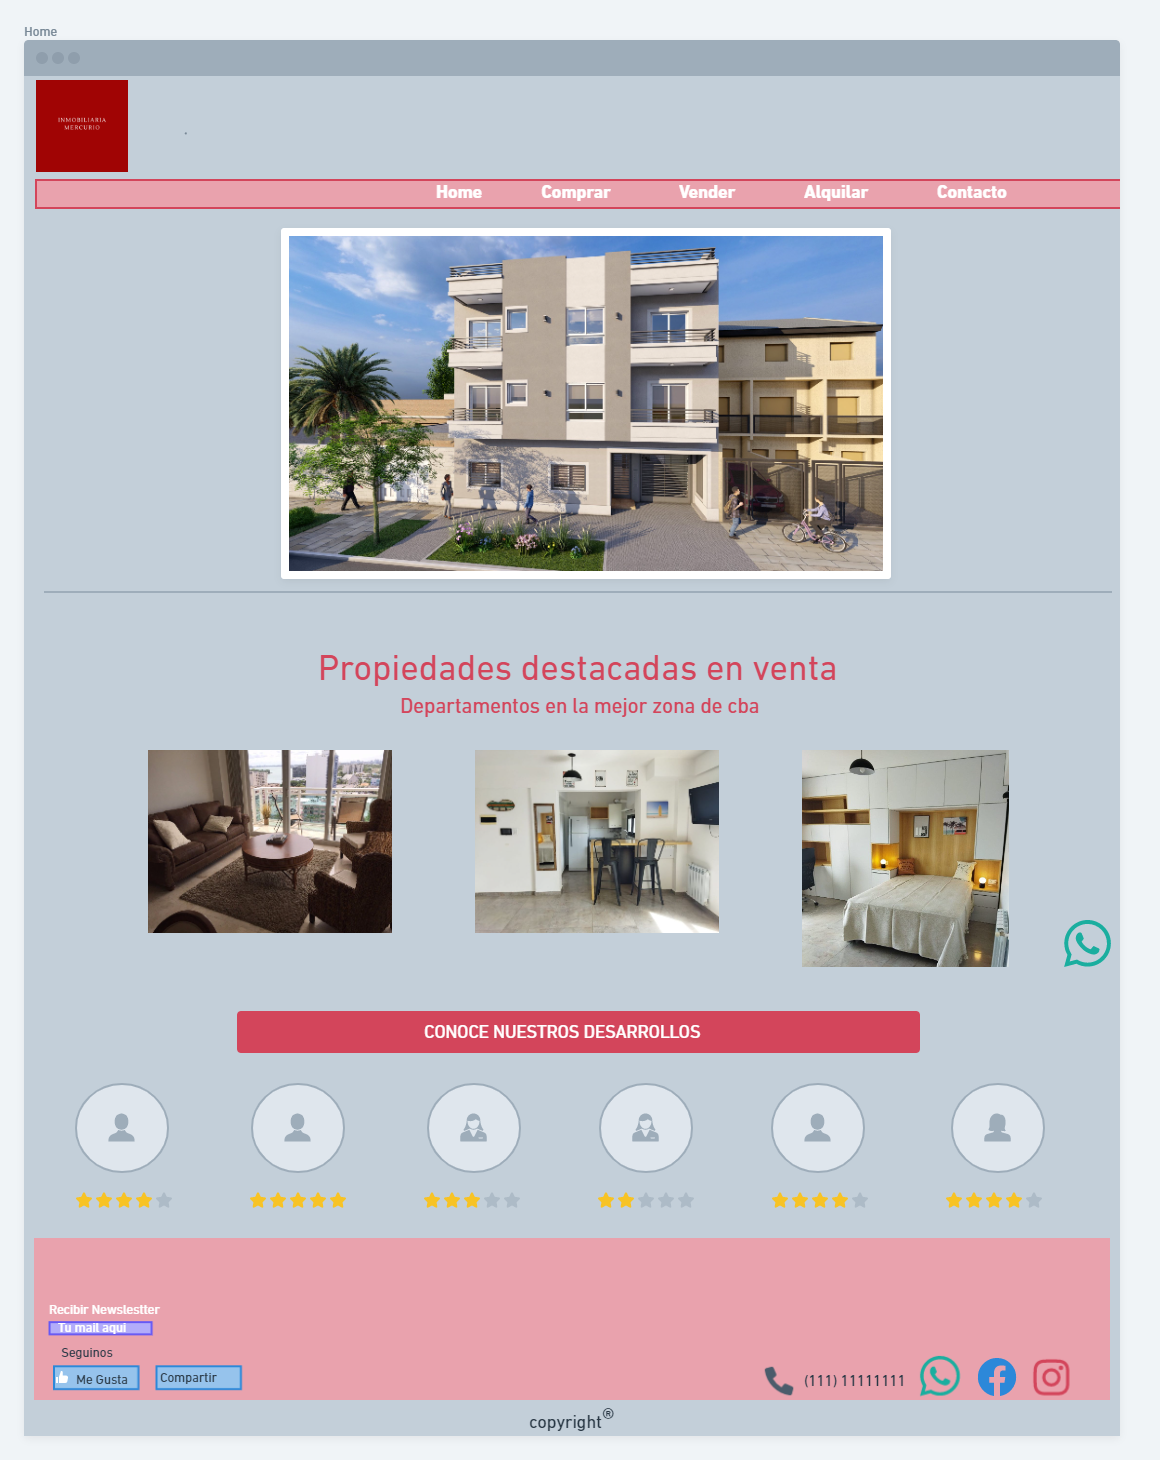 Home
INMOBILIARIA
MERCURIO
Home Comprar Vender Alquilar Contacto
Propiedades destacadas en venta
Departamentos en la mejor zona de cba
CONOCE NUESTROS DESARROLLOS
Recibir Newslestter
Tu mail aqui
Seguinos
Me Gusta Compartir
(111) 11111111
copyright®